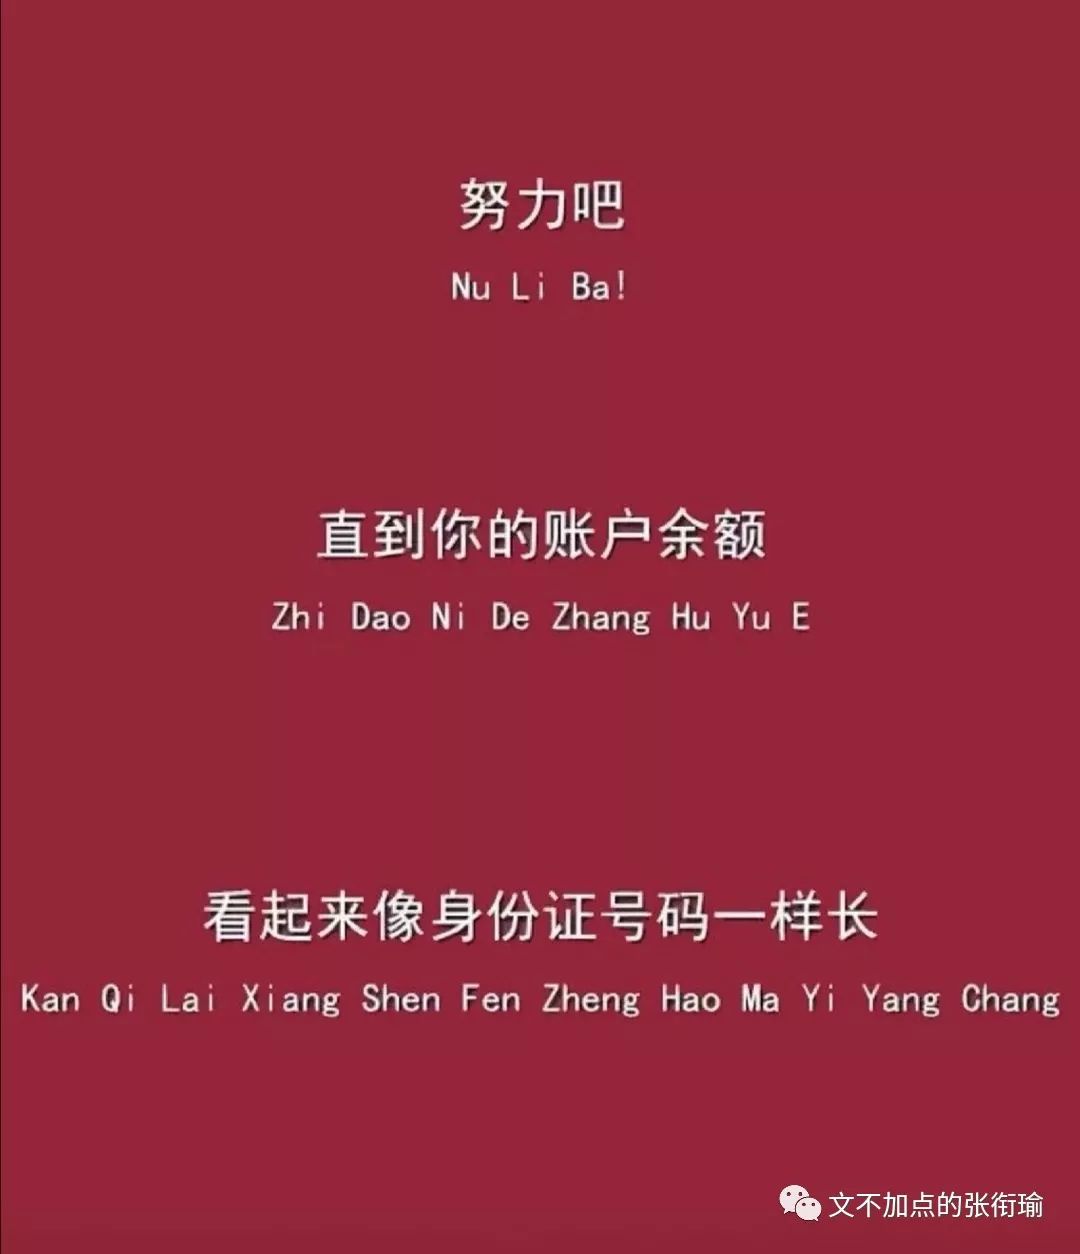 努力吧
Nu Li Ba!
直到你的账户余额
Zhi Dao Ni De Zhang Hu Yu E
看起来像身份证号码一样长
Kan Qi Lai Xiang Shen Fen Zheng Hao Ma Yi Yang Chang
文不加点的张衔瑜